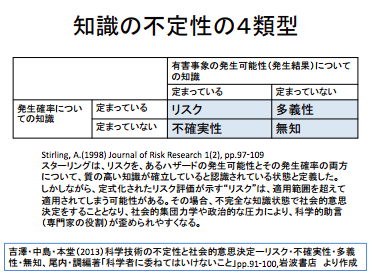 知識の不定性の４類型
有害事象の発生可能性（発生結果）について
の知識
定まっている 定まっていない
発生確率につい
ての知識
定まっている リスク 多義性
定まっていない 不確実性 無知
Stirling, A.(1998) Journal of Risk Research 1(2), pp.97-109
スターリングは、リスクを、あるハザードの発生可能性とその発生確率の両方
について、質の高い知識が確立していると認識されている状態と定義した。
しかしながら、定式化されたリスク評価が示す“リスク”は、適用範囲を超えて
適用されてしまう可能性がある。その場合、不完全な知識状態で社会的意思
決定をすることとなり、社会的集団力学や政治的な圧力により、科学的助言
（専門家の役割）が歪められやすくなる。
吉澤・中島・本堂（2013）科学技術の不定性と社会的意思決定ーリスク・不確実性・多義
性・無知、尾内・調編著「科学者に委ねてはいけないこと」pp.91-100,岩波書店 より作成